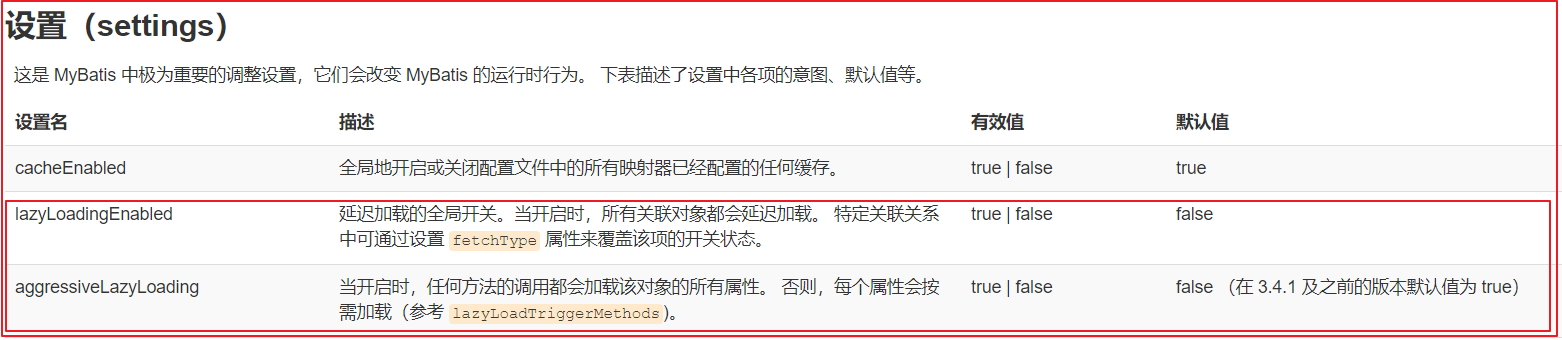 设置（settings）
这是 MyBatis 中极为重要的调整设置，它们会改变 MyBatis 的运行时行为。 下表描述了设置中各项的意图、默认值等。
设置名 描述 有效值 默认值
cacheEnabled 全局地开启或关闭配置文件中的所有映射器已经配置的任何缓存。 true | false true
lazyLoadingEnabled 延迟加载的全局开关。当开启时，所有关联对象都会延迟加载。 特定关联关系 true | false false
中可通过设置 fetchType 属性来覆盖该项的开关状态。
aggressiveLazyLoading 当开启时，任何方法的调用都会加载该对象的所有属性。 否则，每个属性会按 true | false false （在 3.4.1 及之前的版本默认值为 true）
需加载（参考 lazyLoadTriggerMethods)。